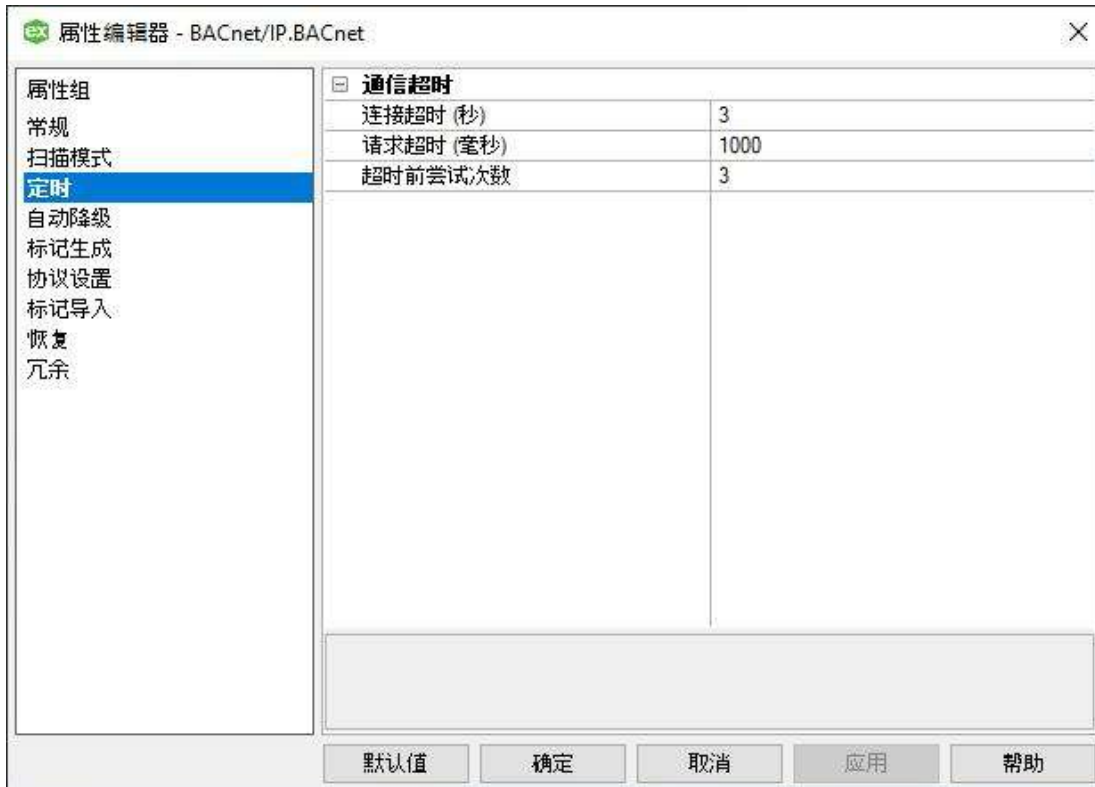 ex 属性编辑器 - BACnet/IP.BACnet
属性组
常规
扫描模式
定时
自动降级
标记生成
协议设置
标记导入
恢复
冗余
通信超时
连接超时 (秒) 3
请求超时 (毫秒) 1000
超时前尝试次数 3
默认值 确定 取消 应用 帮助